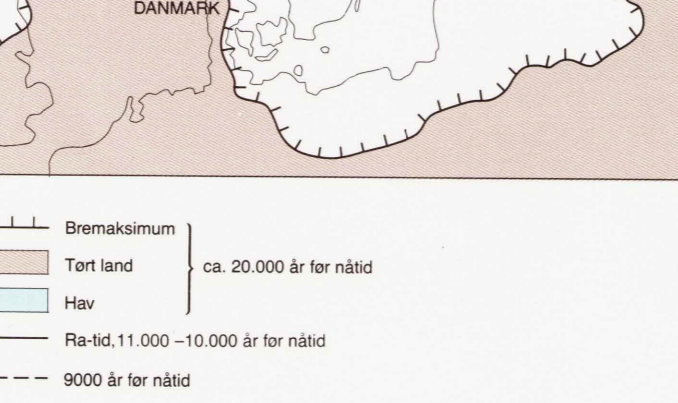 DANMARK
Bremaksimum
Tørt land
ca. 20.000 år før nåtid
Hav
Ra-tid, 11.000 –10.000 år før nåtid
9000 år før nåtid